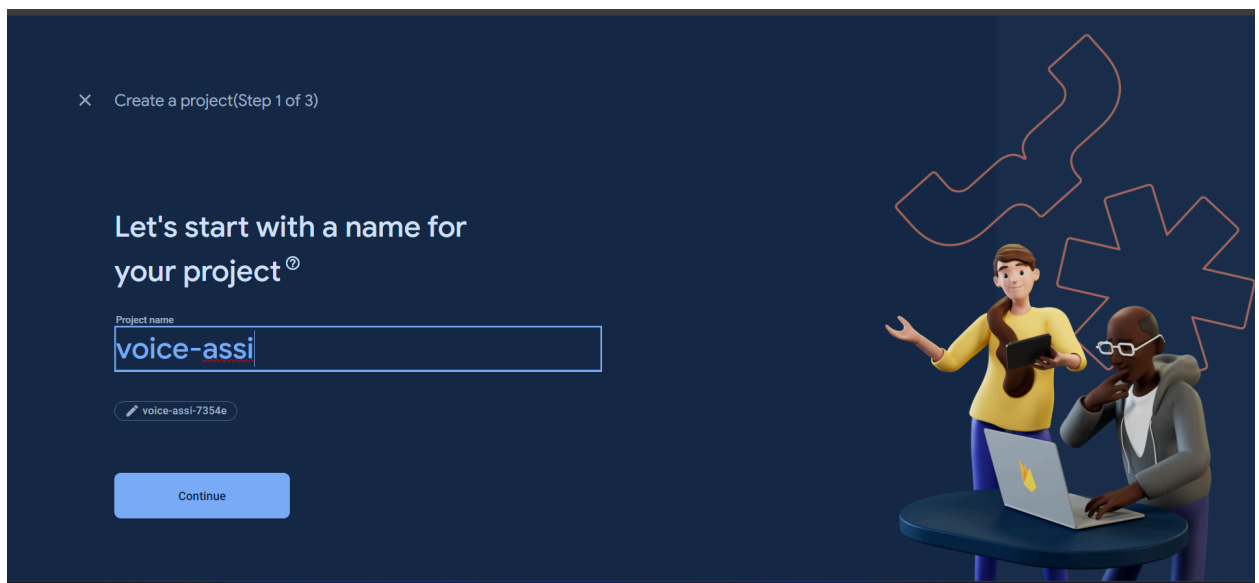 Create a project(Step 1 of 3)
Let's start with a name for
your project
Project name
voice-assi
voice-assi-7354e
Continue